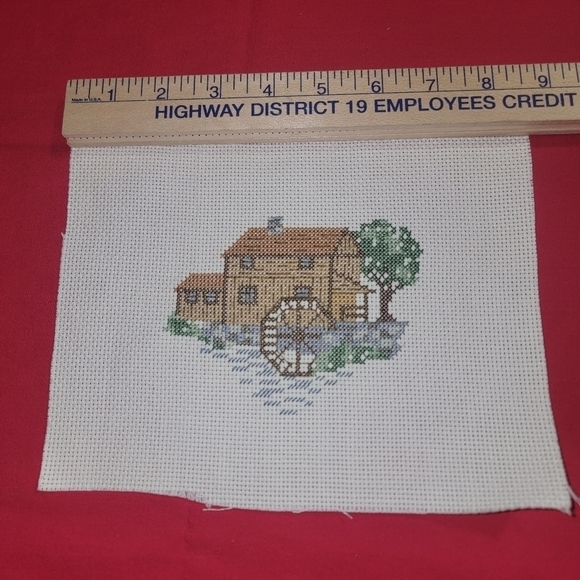 1 2 3 4 5 6 7 8 9
Made in U.S.A.
HIGHWAY DISTRICT 19 EMPLOYEES CREDIT